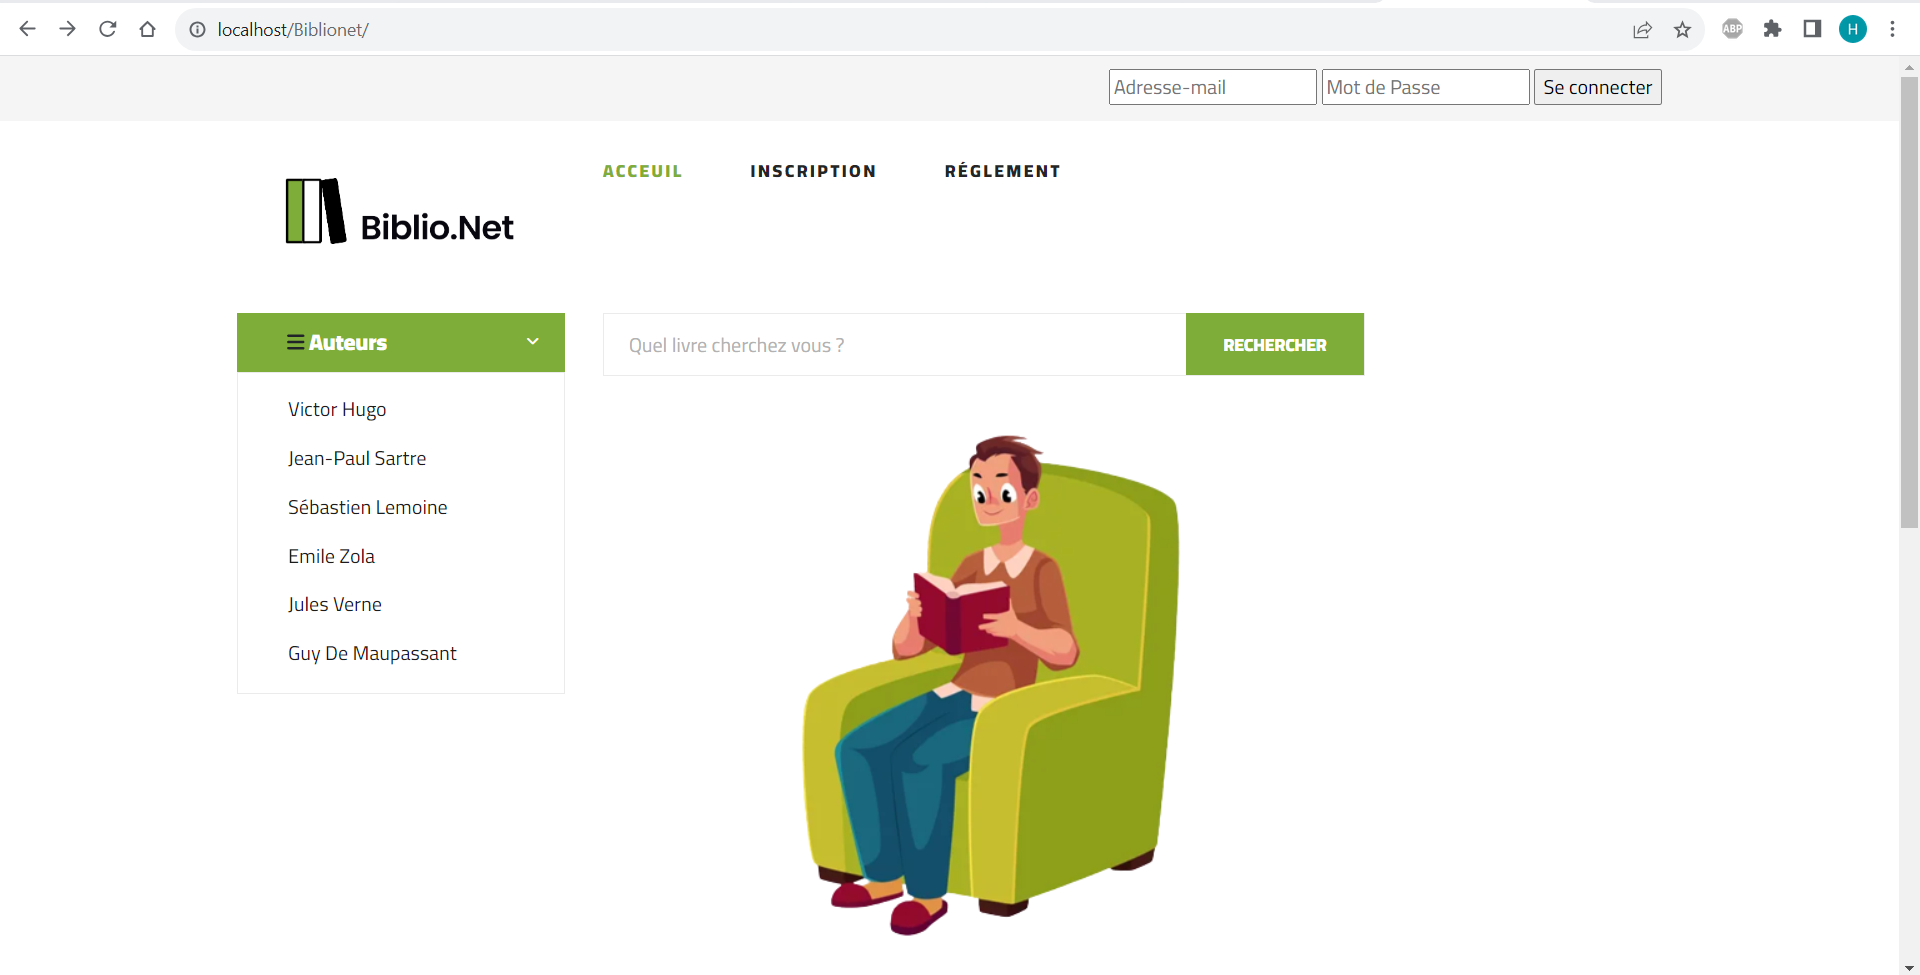 localhost/Biblionet/
ABP
H
Adresse-mail Mot de Passe Se connecter
ACCEUIL INSCRIPTION RÉGLEMENT
Biblio.Net
Auteurs
Quel livre cherchez vous ? RECHERCHER
Victor Hugo
Jean-Paul Sartre
Sébastien Lemoine
Emile Zola
Jules Verne
Guy De Maupassant